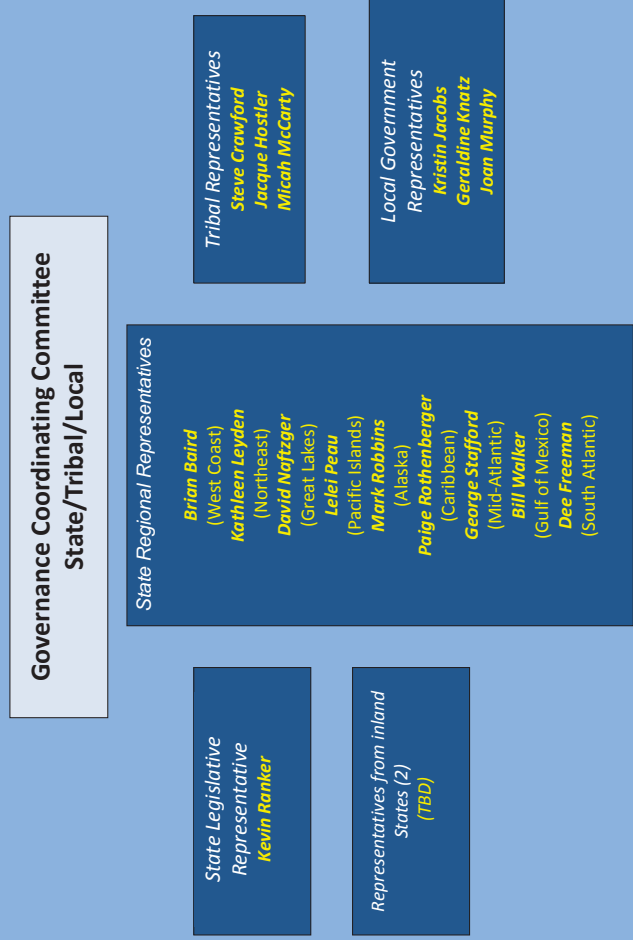 Governance Coordinating Committee
State/Tribal/Local
State Legislative
Representative
Kevin Ranker
Representatives from inland
States (2)
(TBD)
State Regional Representatives
Brian Baird
(West Coast)
Kathleen Leyden
(Northeast)
David Naftzger
(Great Lakes)
Lelei Peau
(Pacific Islands)
Mark Robbins
(Alaska)
Paige Rothenberger
(Caribbean)
George Stafford
(Mid-Atlantic)
Bill Walker
(Gulf of Mexico)
Dee Freeman
(South Atlantic)
Tribal Representatives
Steve Crawford
Jacque Hostler
Micah McCarty
Local Government
Representatives
Kristin Jacobs
Geraldine Knatz
Joan Murphy